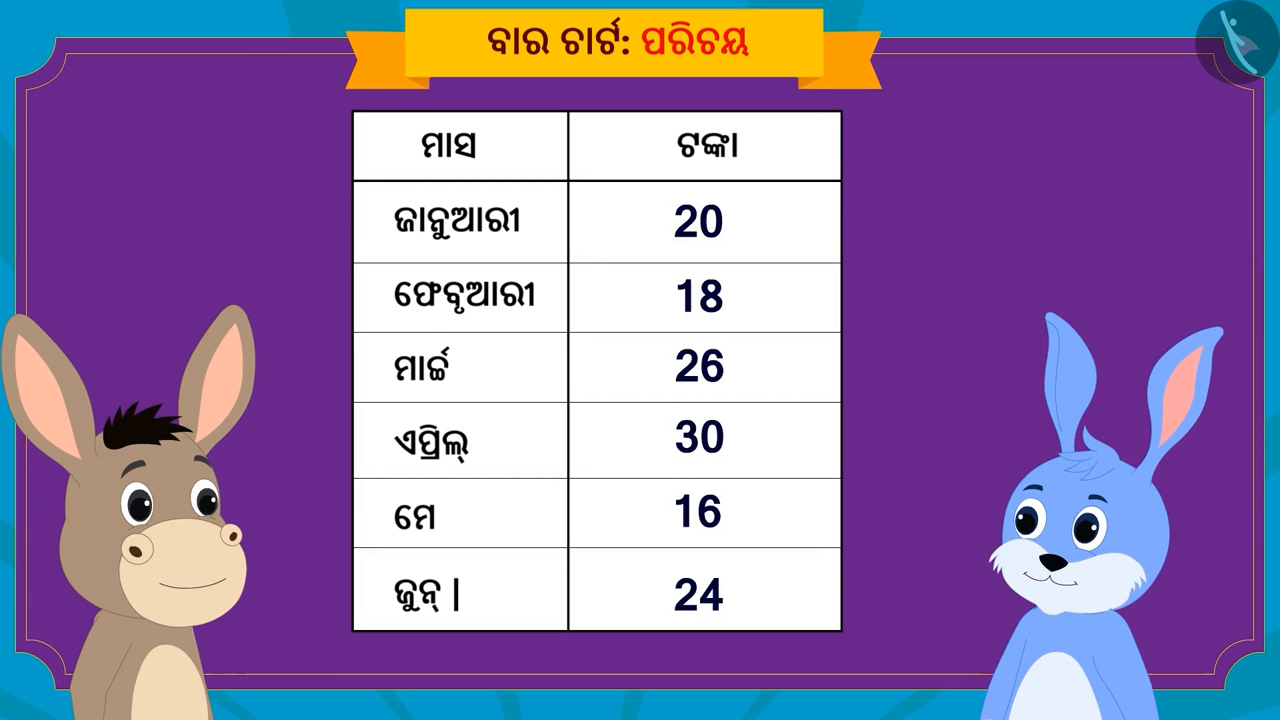 ବାର ଚାର୍ଟ: ପରିଚୟ
ମାସ ଟଙ୍କା
ଜାନୁଆରୀ 20
ଫେବୃଆରୀ 18
ମାର୍ଚ୍ଚ 26
ଏପ୍ରିଲ୍ 30
ମେ 16
ଜୁନ୍ | 24